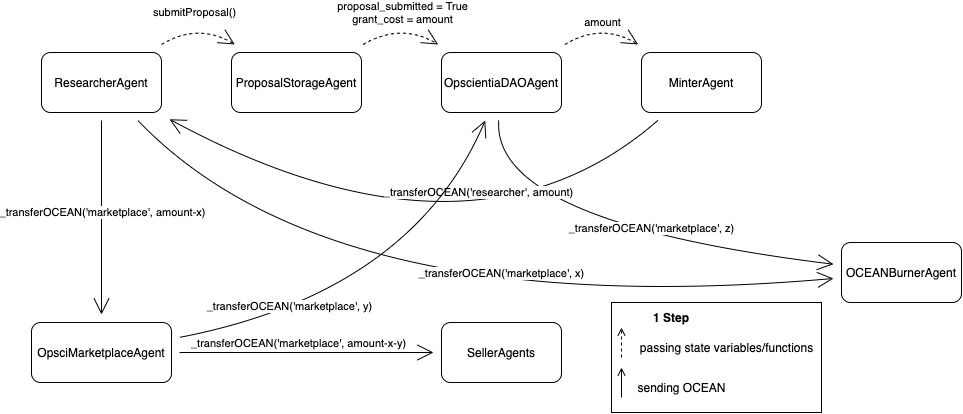 submitProposal()
proposal_submitted = True
grant_cost = amount
amount
ResearcherAgent
ProposalStorageAgent
OpscientiaDAOAgent
MinterAgent
_transferOCEAN('researcher', amount)
_transferOCEAN('marketplace', amount-x)
_transferOCEAN('marketplace', z)
_transferOCEAN('marketplace', x)
OCEANBurnerAgent
_transferOCEAN('marketplace', y)
1 Step
_transferOCEAN('marketplace', amount-x-y)
OpsciMarketplaceAgent
SellerAgents
passing state variables/functions
sending OCEAN